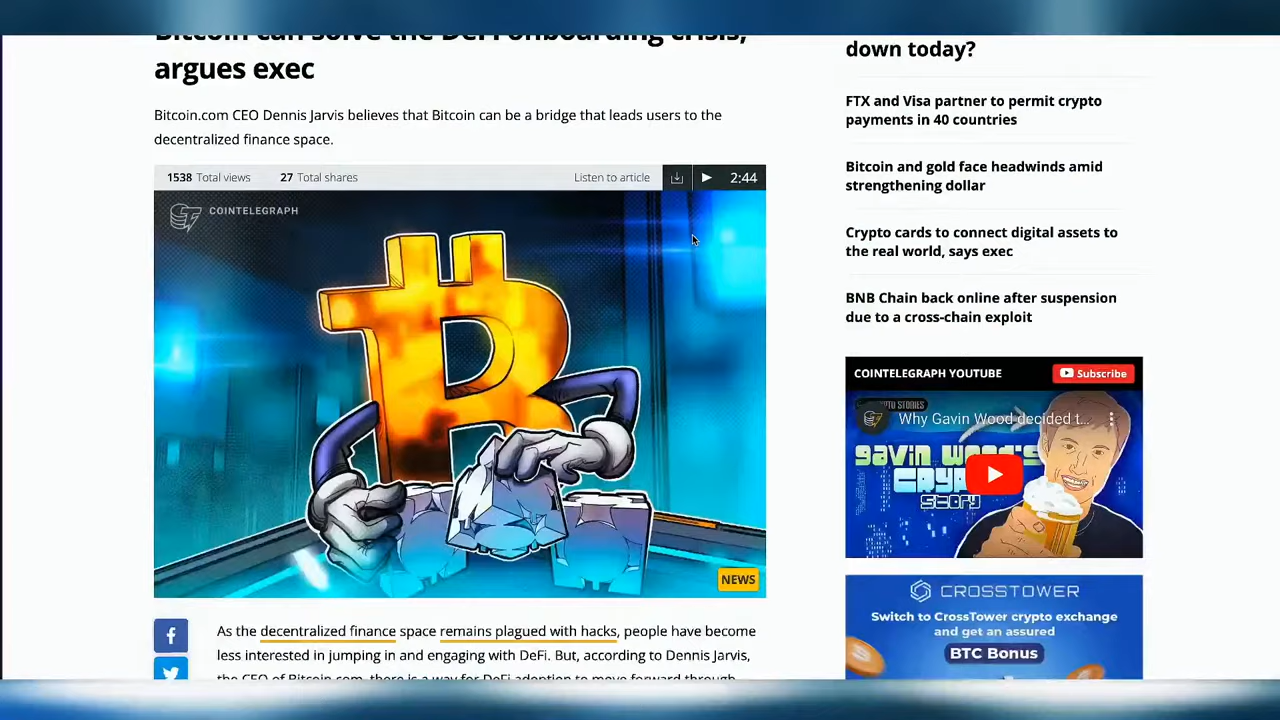 Bitcoin can solve the DeFi onboarding crisis,
argues exec
Bitcoin.com CEO Dennis Jarvis believes that Bitcoin can be a bridge that leads users to the
decentralized finance space.
1538 Total views 27 Total shares Listen to article 2:44
COINTELEGRAPH
NEWS
As the decentralized finance space remains plagued with hacks, people have become
less interested in jumping in and engaging with DeFi. But, according to Dennis Jarvis,
the CEO of Bitcoin.com, there is a way for DeFi adoption to move forward through
down today?
FTX and Visa partner to permit crypto
payments in 40 countries
Bitcoin and gold face headwinds amid
strengthening dollar
Crypto cards to connect digital assets to
the real world, says exec
BNB Chain back online after suspension
due to a cross-chain exploit
COINTELEGRAPH YOUTUBE Subscribe
Why Gavin Wood decided t...
GAVIN WOOD'S
STORY
CROSSTOWER
Switch to CrossTower crypto exchange
and get an assured
BTC Bonus